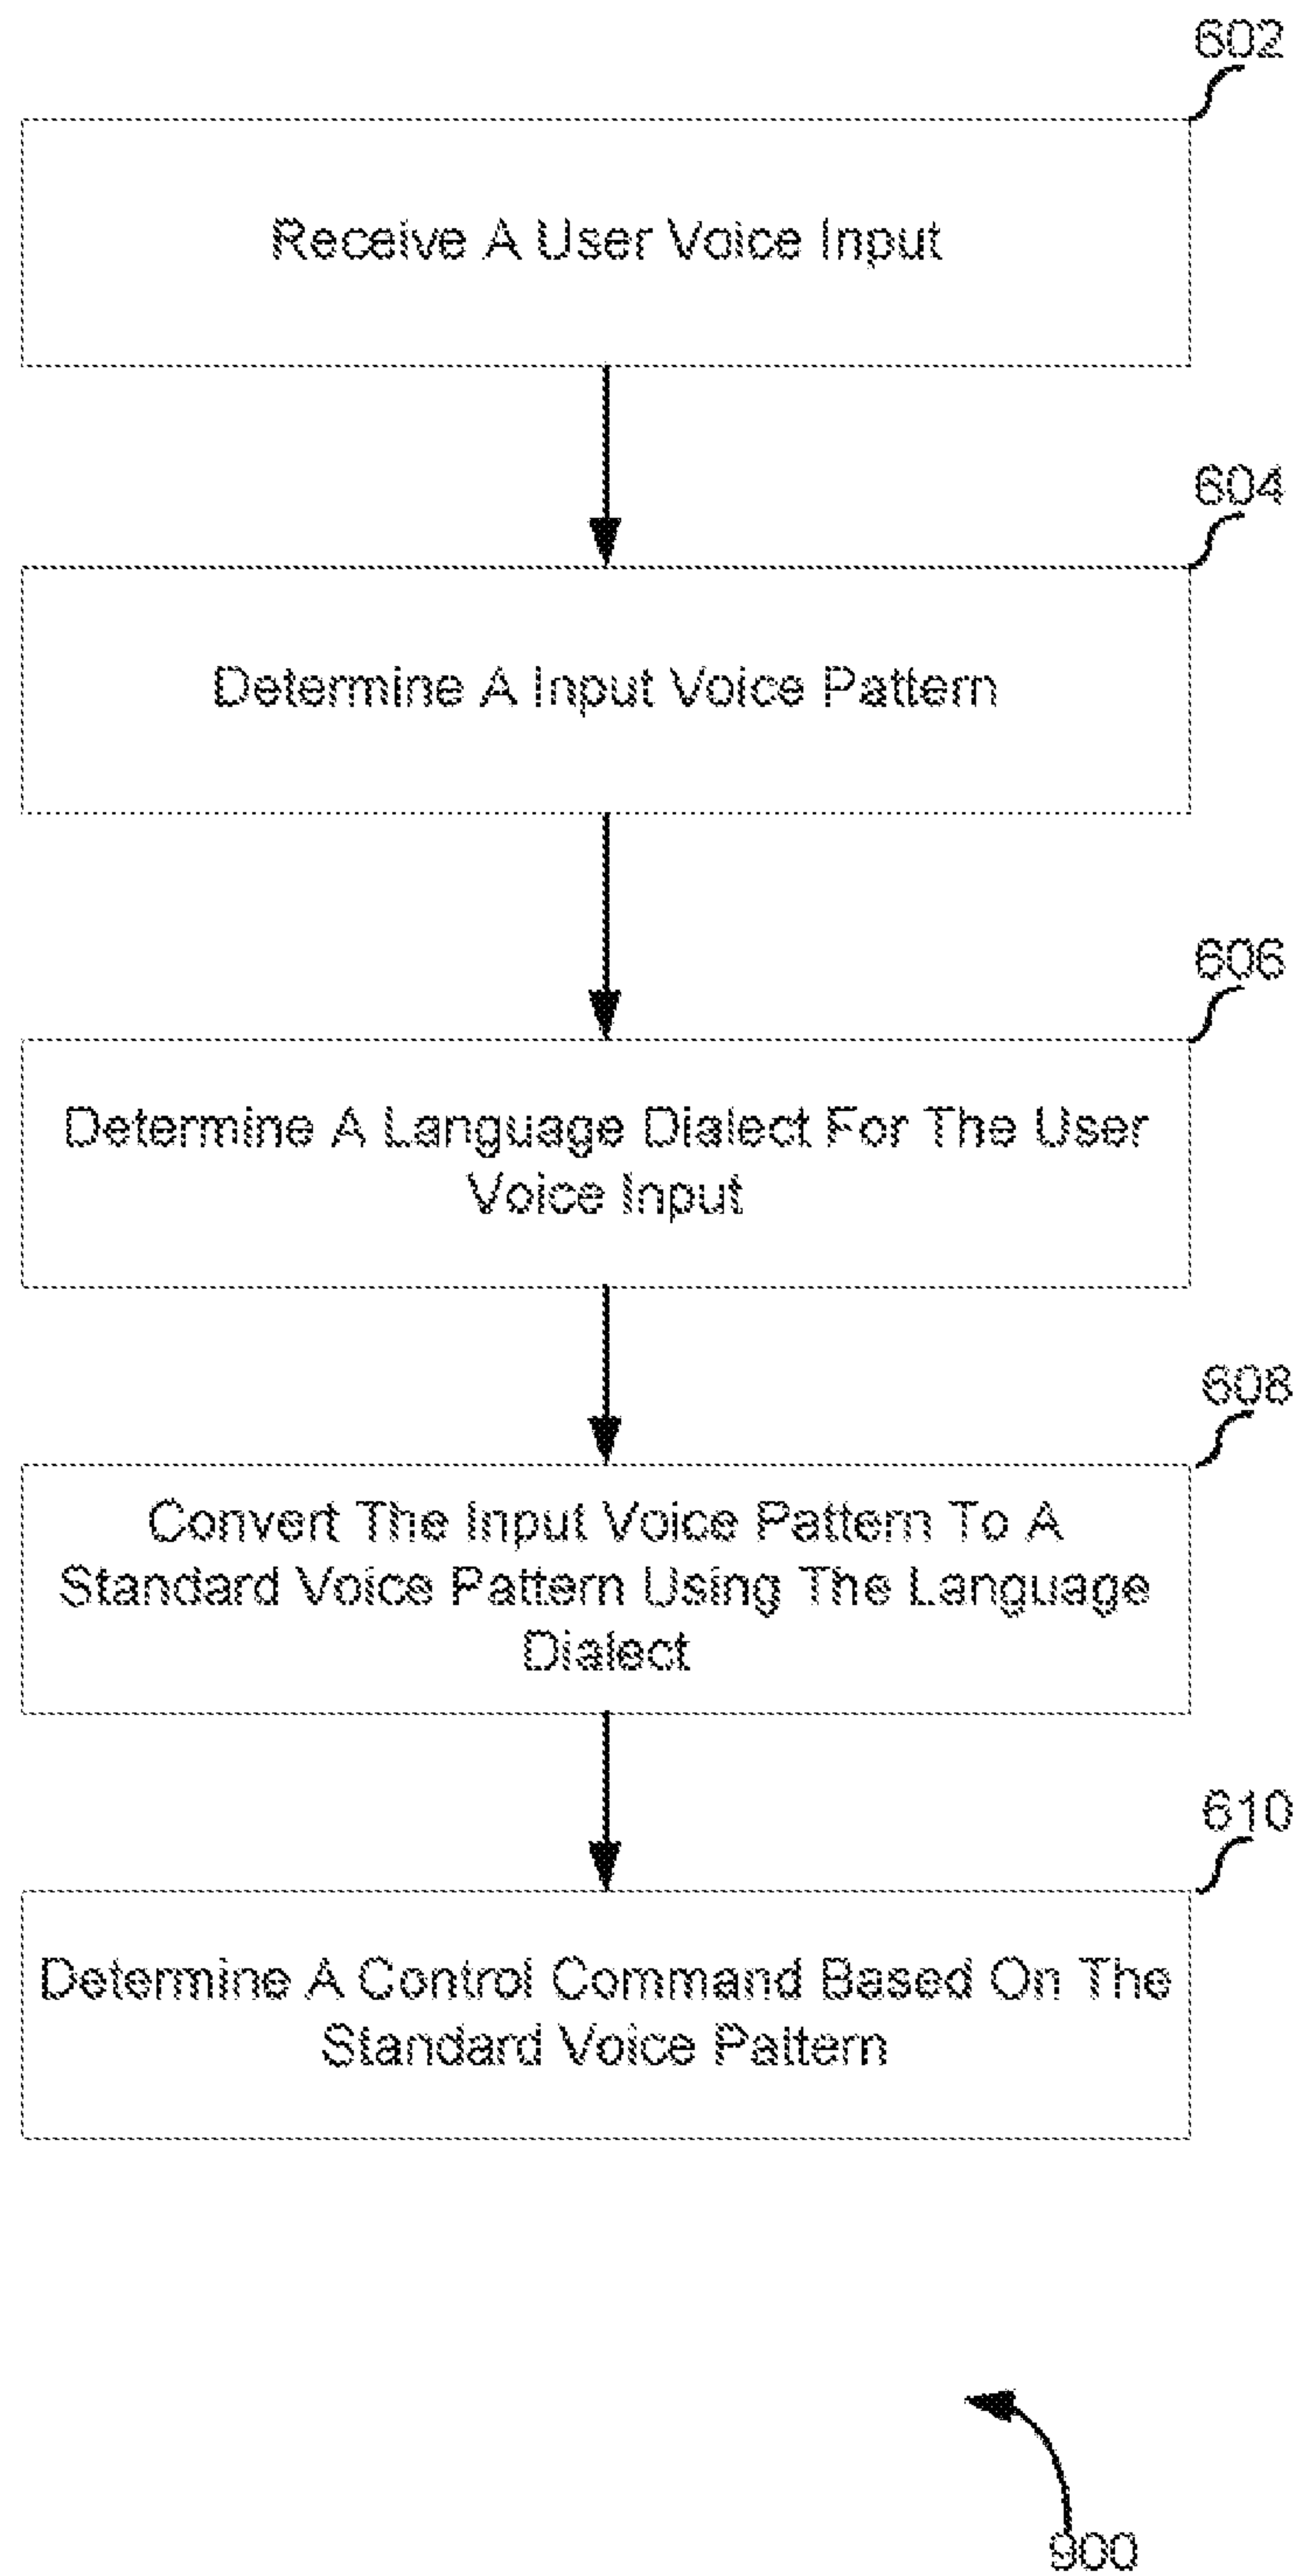 602
Receive A User Voice Input
604
Determine A Input Voice Pattern
606
Determine A Language Dialect For The User
Voice Input
608
Convert The Input Voice Pattern To A
Standard Voice Pattern Using The Language
Dialect
610
Determine A Control Command Based On The
Standard Voice Pattern
900